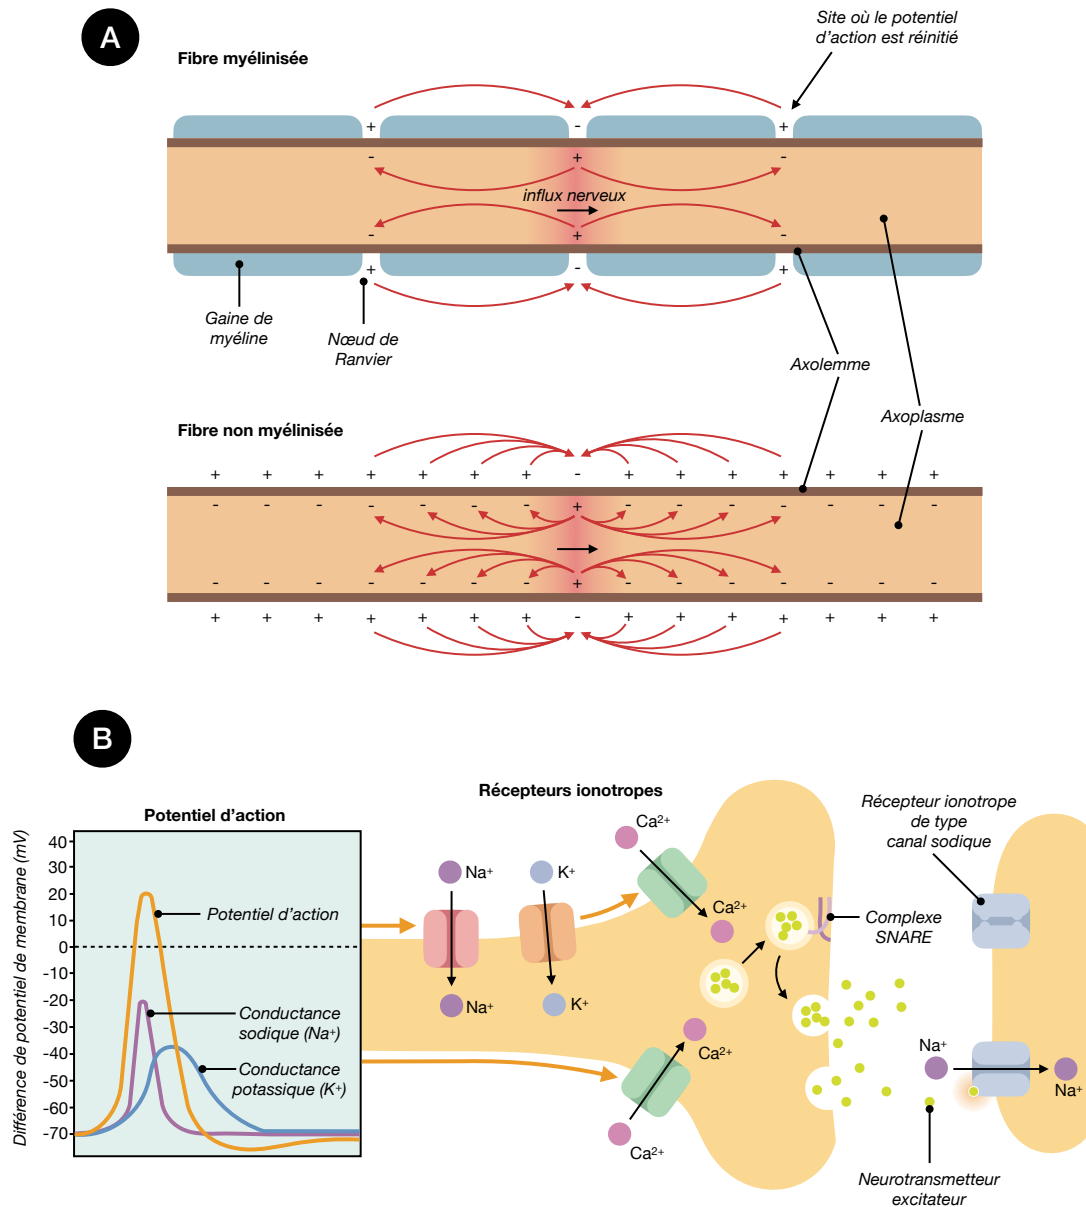 A
Fibre myélinisée
Site où le potentiel
d’action est réinitié
+
-
+
-
+
-
influx nerveux
-
+
-
+
-
+
Gaine de
myéline
Nœud de
Ranvier
Axolemme
Axoplasme
Fibre non myélinisée
+ + + + + + + - + + + + + + +
- - - - - - - + - - - - - - -
- - - - - - - + - - - - - - -
+ + + + + + + - + + + + + + +
B
Potentiel d’action
Différence de potentiel de membrane (mV)
40
30
20
10
0
-10
-20
-30
-40
-50
-60
-70
Potentiel d’action
Conductance
sodique (Na+)
Conductance
potassique (K+)
Récepteurs ionotropes
Na+
K+
Ca2+
Ca2+
Na+
K+
Ca2+
Ca2+
Complexe
SNARE
Récepteur ionotrope
de type
canal sodique
Na+
Na+
Neurotransmetteur
excitateur